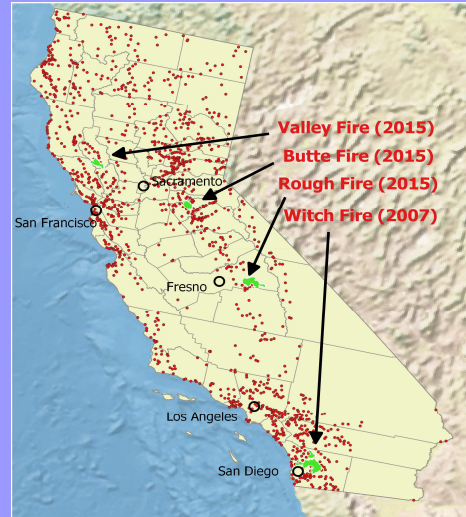 Valley Fire (2015)
Butte Fire (2015)
Sacramento
Rough Fire (2015)
San Francisco
Witch Fire (2007)
Fresno
Los Angeles
San Diego